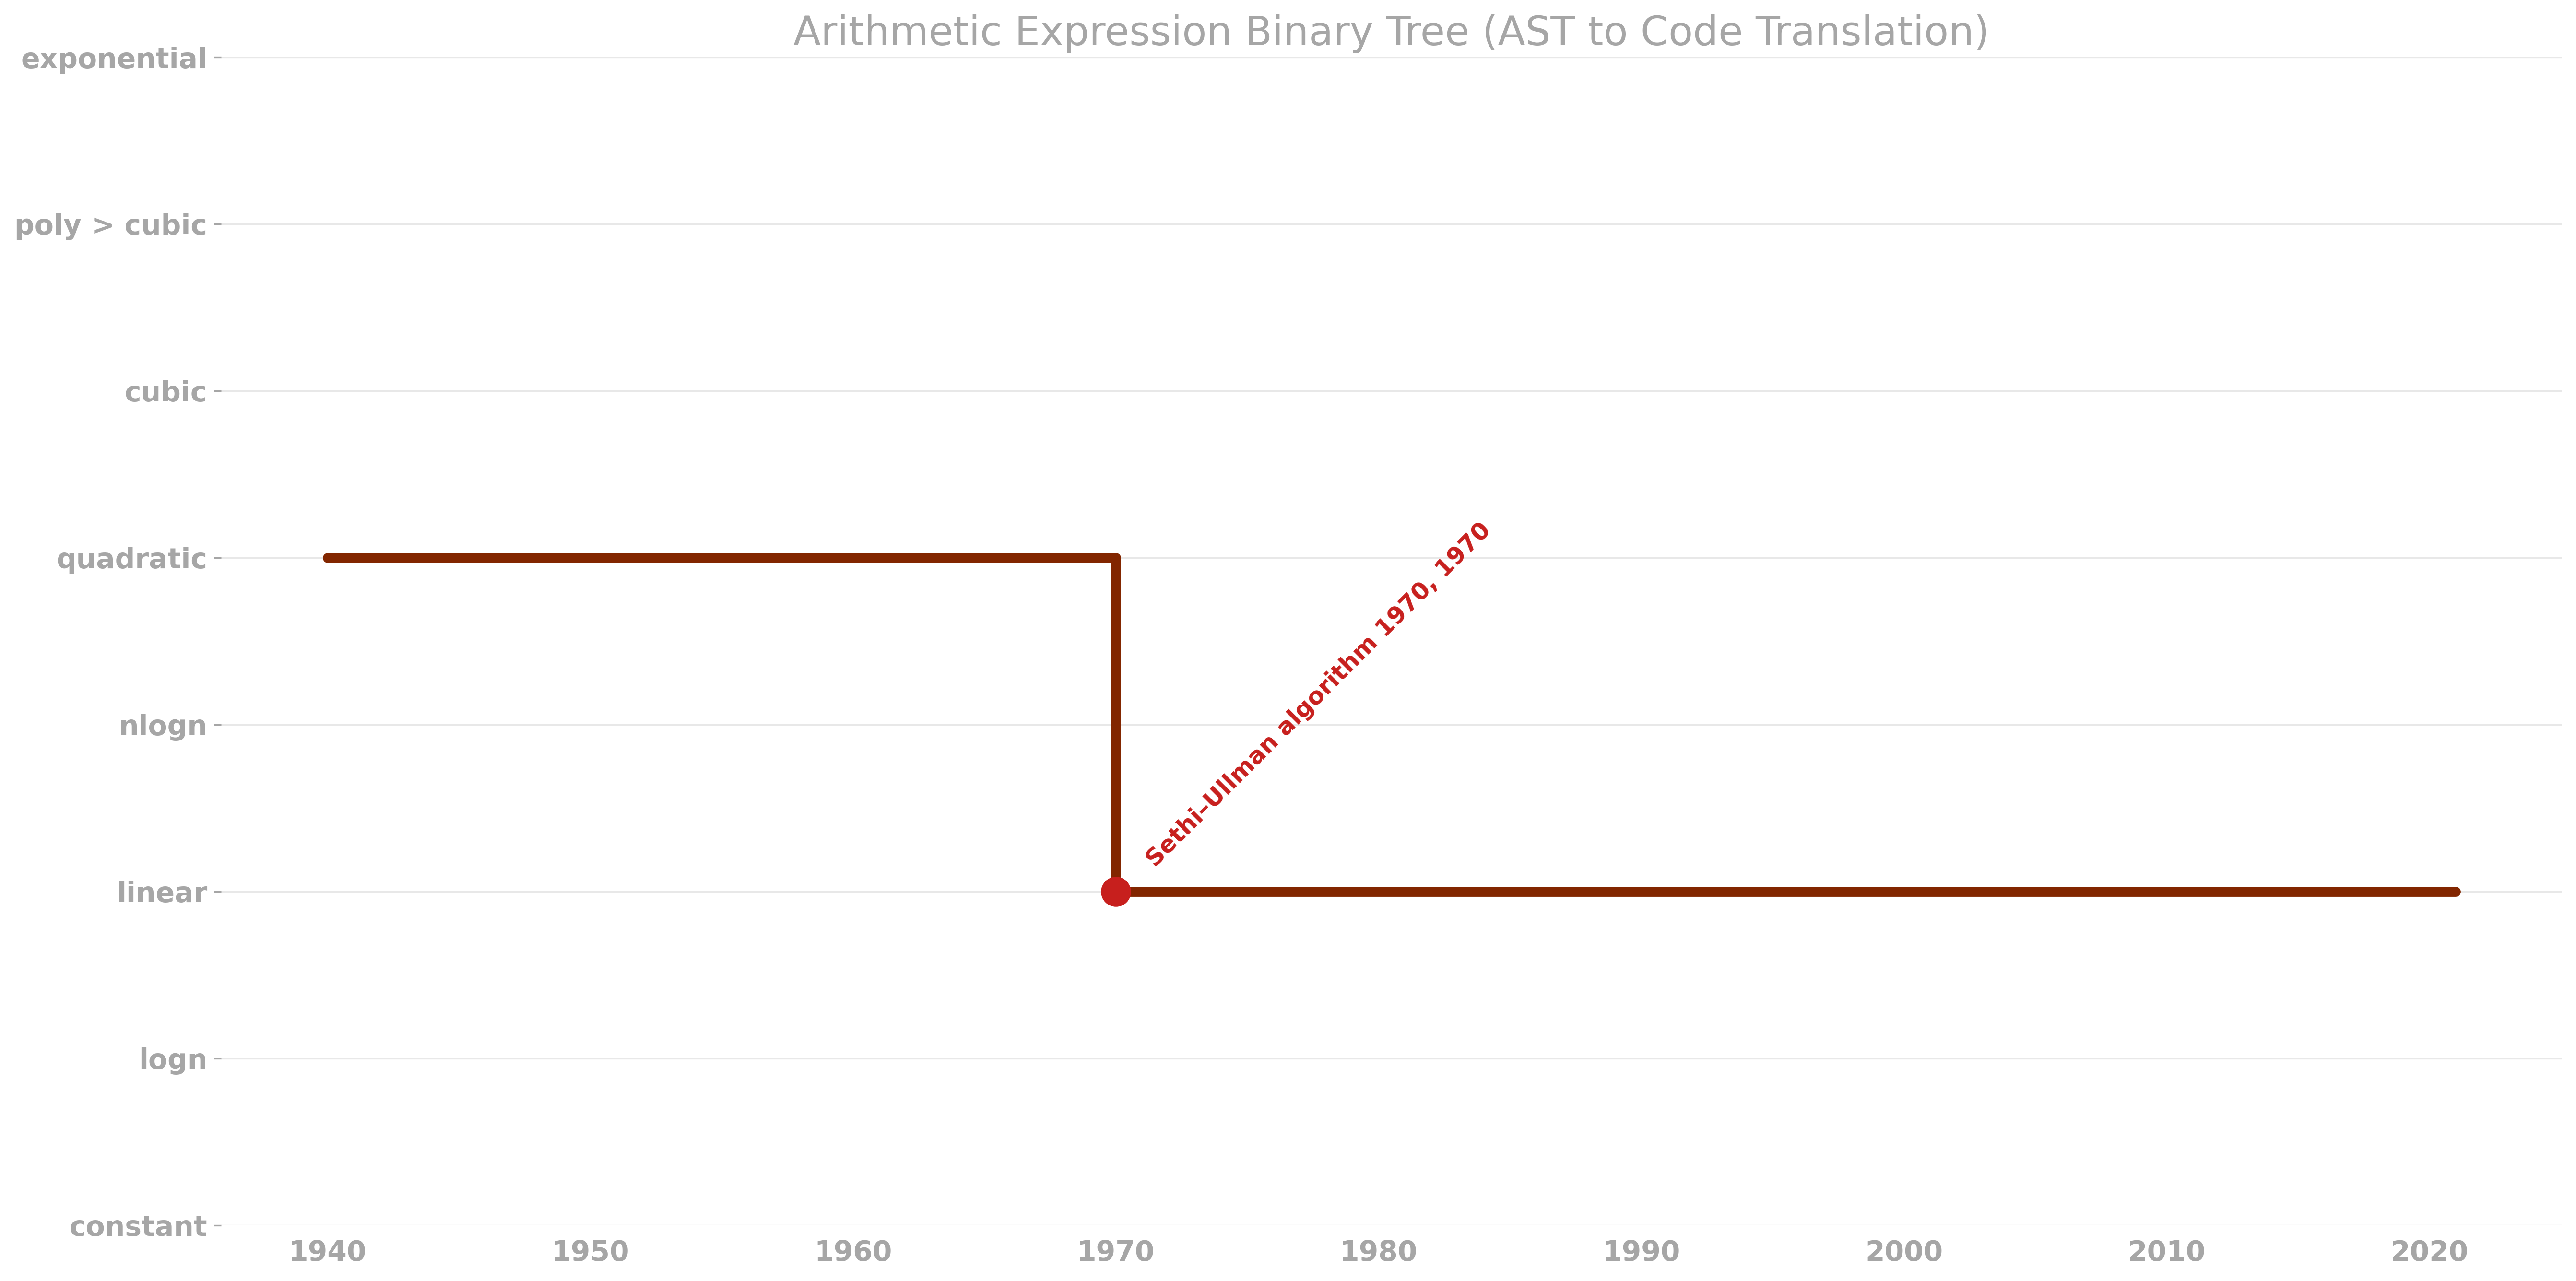 Arithmetic Expression Binary Tree (AST to Code Translation)
exponential
poly > cubic
cubic
quadratic
nlogn
linear
logn
constant
Sethi–Ullman algorithm 1970, 1970
1940 1950 1960 1970 1980 1990 2000 2010 2020